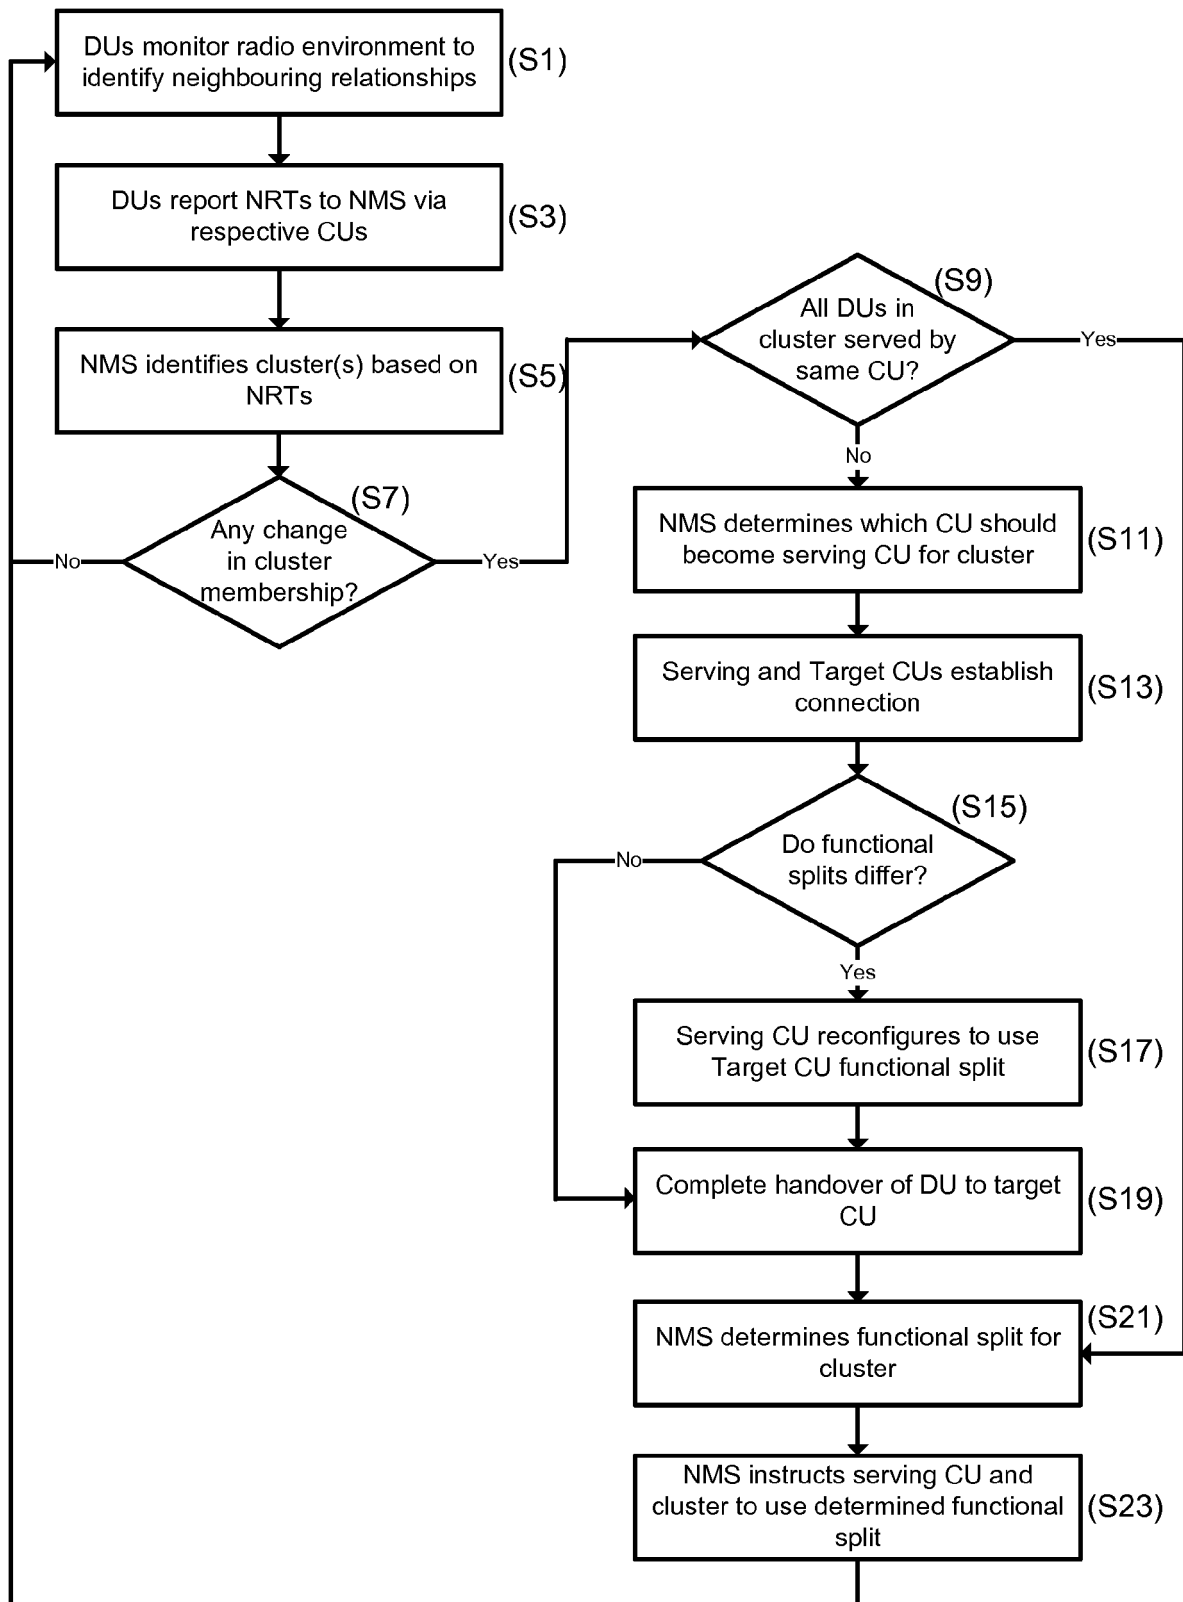 DUs monitor radio environment to
identify neighbouring relationships
(S1)
DUs report NRTs to NMS via
respective CUs
(S3)
NMS identifies cluster(s) based on
NRTs
(S5)
(S7)
Any change
in cluster
membership?
No
Yes
(S9)
All DUs in
cluster served by
same CU?
Yes
No
NMS determines which CU should
become serving CU for cluster
(S11)
Serving and Target CUs establish
connection
(S13)
(S15)
Do functional
splits differ?
No
Yes
Serving CU reconfigures to use
Target CU functional split
(S17)
Complete handover of DU to target
CU
(S19)
NMS determines functional split for
cluster
(S21)
NMS instructs serving CU and
cluster to use determined functional
split
(S23)